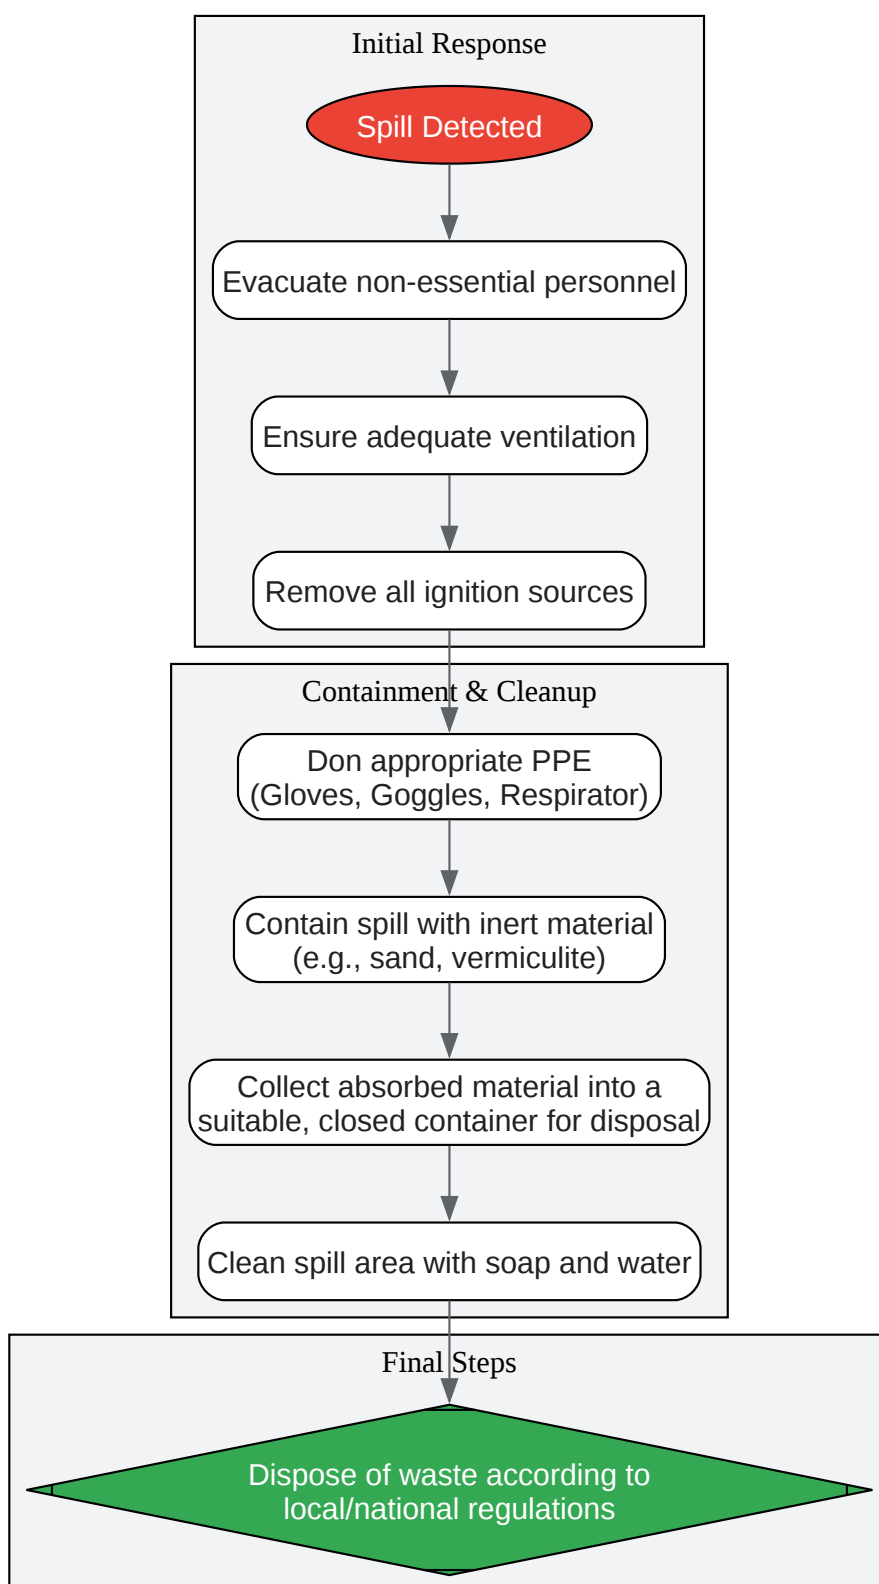 Initial Response
Spill Detected
Evacuate non-essential personnel
Ensure adequate ventilation
Remove all ignition sources
Containment & Cleanup
Don appropriate PPE
(Gloves, Goggles, Respirator)
Contain spill with inert material
(e.g., sand, vermiculite)
Collect absorbed material into a
suitable, closed container for disposal
Clean spill area with soap and water
Final Steps
Dispose of waste according to
local/national regulations